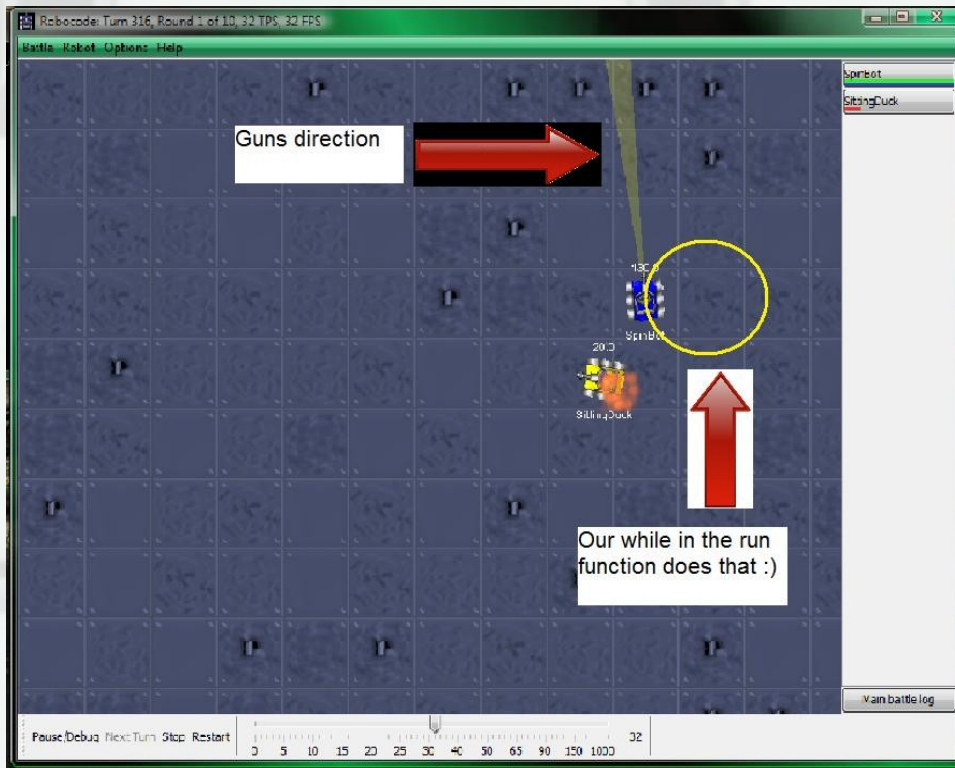 Robocode: Turn 316, Round 1 of 10, 32 TPS, 32 FPS
Battle Robot Options Help
SpinBot
SittingDuck
Guns direction
SpinBot
20.0
SittingDuck
Our while in the run
function does that :)
Main battle log
Pause/Debug Next Turn Stop Restart
0 5 10 15 20 25 30 40 50 65 90 150 1000
32